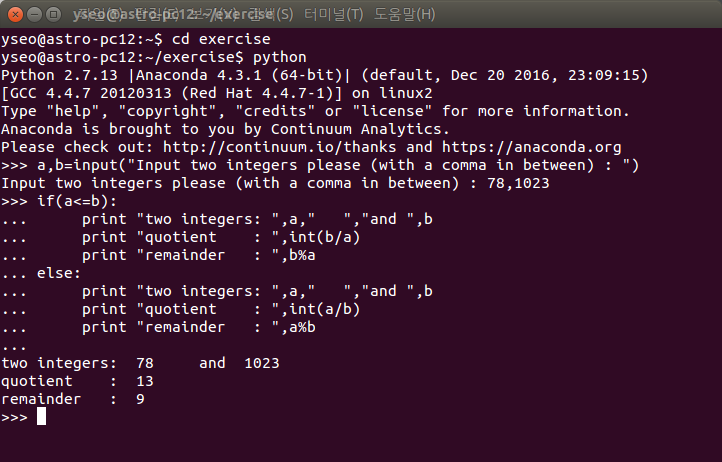 yseo@astro-pc12: ~/exercise (S) 터미널(T) 도움말(H)
yseo@astro-pc12:~$ cd exercise
yseo@astro-pc12:~/exercise$ python
Python 2.7.13 |Anaconda 4.3.1 (64-bit)| (default, Dec 20 2016, 23:09:15)
[GCC 4.4.7 20120313 (Red Hat 4.4.7-1)] on linux2
Type "help", "copyright", "credits" or "license" for more information.
Anaconda is brought to you by Continuum Analytics.
Please check out: http://continuum.io/thanks and https://anaconda.org
>>> a,b=input("Input two integers please (with a comma in between) : ")
Input two integers please (with a comma in between) : 78,1023
>>> if(a<=b):
...      print "two integers: ",a,"   ","and ",b
...      print "quotient    : ",int(b/a)
...      print "remainder   : ",b%a
... else:
...      print "two integers: ",a,"   ","and ",b
...      print "quotient    : ",int(a/b)
...      print "remainder   : ",a%b
...
two integers:  78     and  1023
quotient    :  13
remainder   :  9
>>>